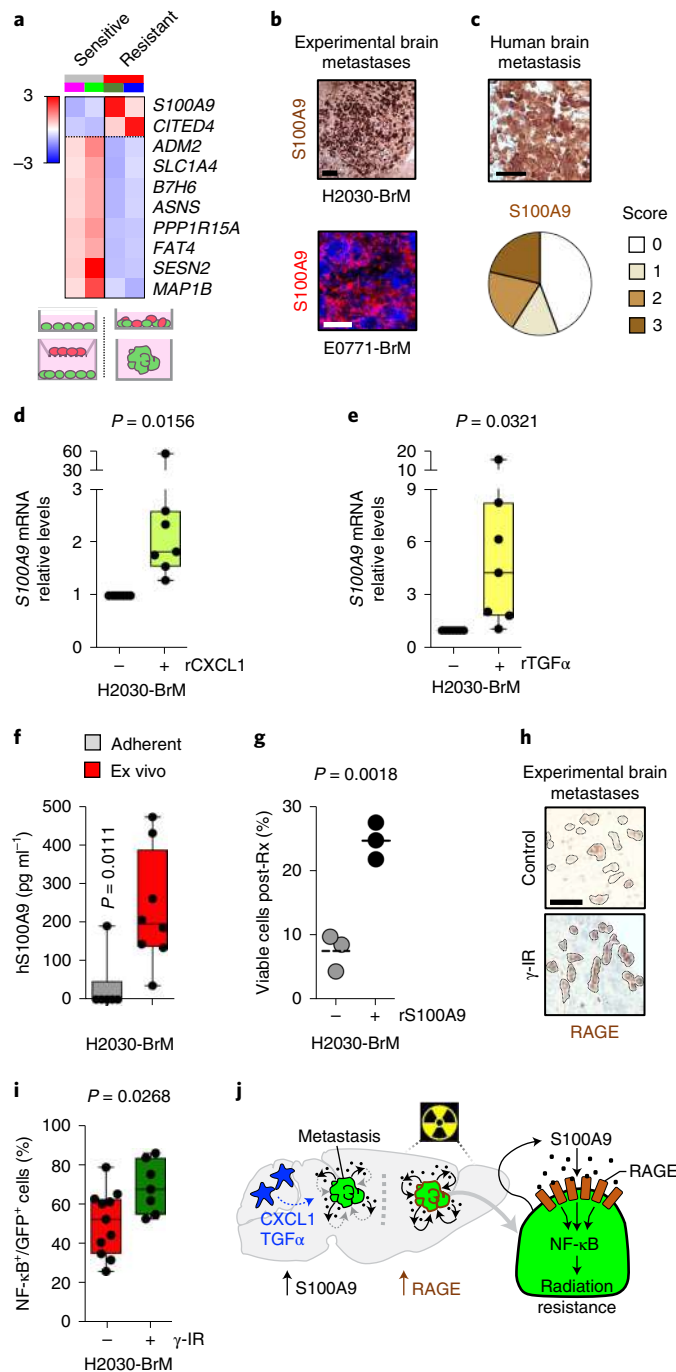 a
Sensitive
Resistant
3
−3
S100A9
CITED4
ADM2
SLC1A4
B7H6
ASNS
PPP1R15A
FAT4
SESN2
MAP1B
b
Experimental brain
metastases
S100A9
H2030-BrM
S100A9
E0771-BrM
c
Human brain
metastasis
S100A9
Score
0
1
2
3
d
P = 0.0156
S100A9 mRNA
relative levels
60
30
3
2
1
0
− + rCXCL1
H2030-BrM
e
P = 0.0321
S100A9 mRNA
relative levels
20
10
9
6
3
0
− + rTGFα
H2030-BrM
f
Adherent
Ex vivo
hS100A9 (pg ml−1)
500
400
300
200
100
0
P = 0.0111
H2030-BrM
g
P = 0.0018
Viable cells post-Rx (%)
30
20
10
0
− + rS100A9
H2030-BrM
h
Experimental brain
metastases
Control
γ-IR
RAGE
i
P = 0.0268
NF-κB+/GFP+ cells (%)
100
80
60
40
20
0
− + γ-IR
H2030-BrM
j
Metastasis
CXCL1
TGFα
↑ S100A9
↑ RAGE
S100A9
RAGE
NF-κB
Radiation
resistance